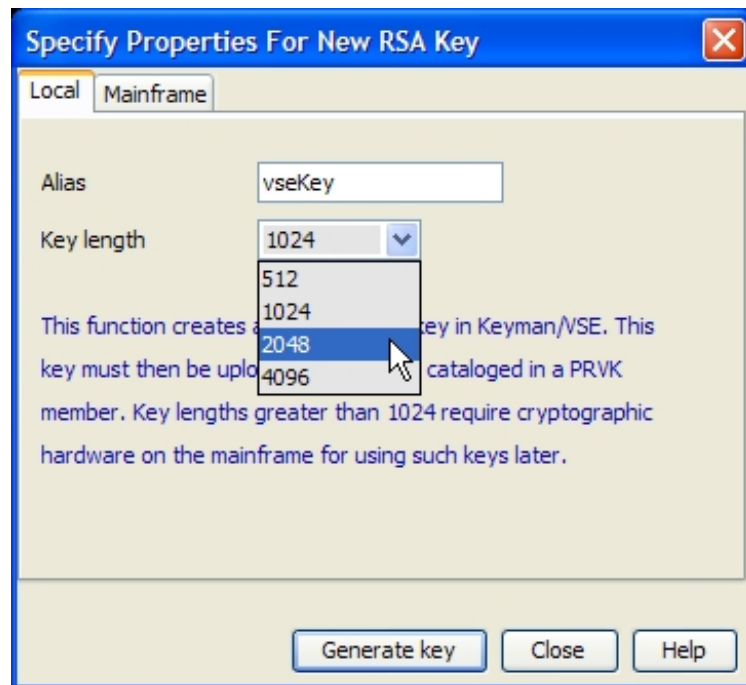 Specify Properties For New RSA Key
Local Mainframe
Alias vseKey
Key length 1024
512
1024
2048
4096
This function creates key in Keyman/VSE. This
key must then be uplo cataloged in a PRVK
member. Key lengths greater than 1024 require cryptographic
hardware on the mainframe for using such keys later.
Generate key Close Help